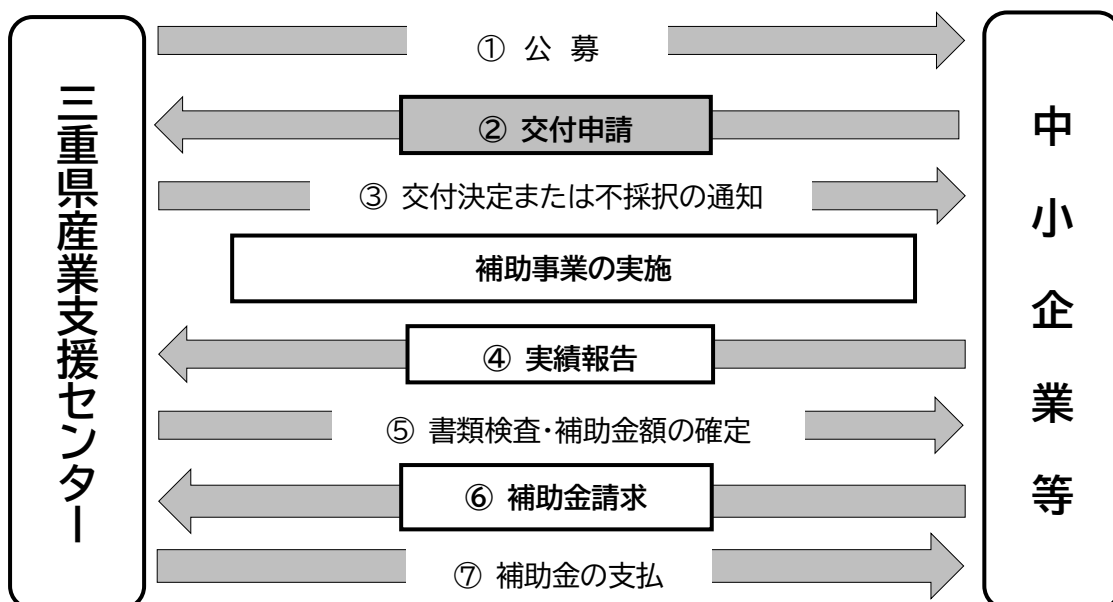 三重県産業支援センター
① 公 募
② 交付申請
③ 交付決定または不採択の通知
補助事業の実施
④ 実績報告
⑤ 書類検査・補助金額の確定
⑥ 補助金請求
⑦ 補助金の支払
中小企業等